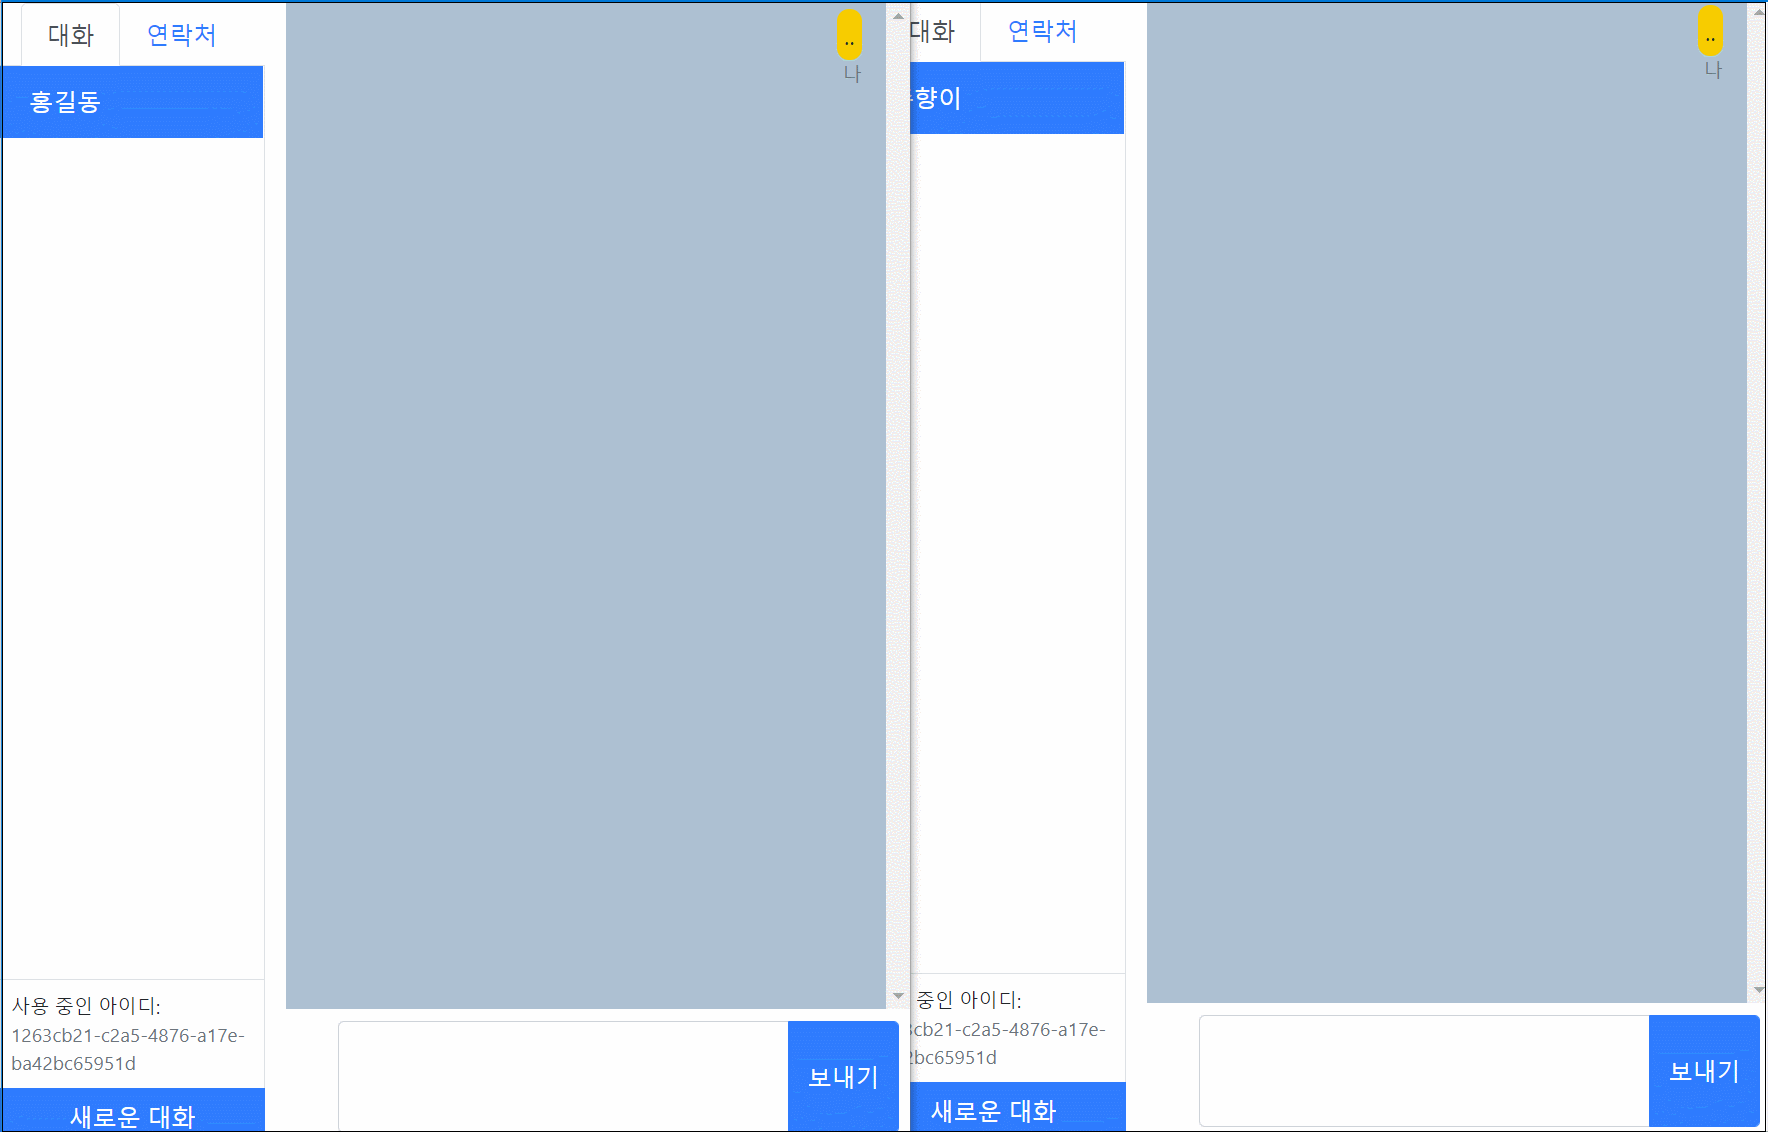 대화 연락처
홍길동
..
나
사용 중인 아이디:
1263cb21-c2a5-4876-a17e-
ba42bc65951d
새로운 대화
보내기
대화 연락처
향이
..
나
중인 아이디:
cb21-c2a5-4876-a17e-
2bc65951d
새로운 대화
보내기